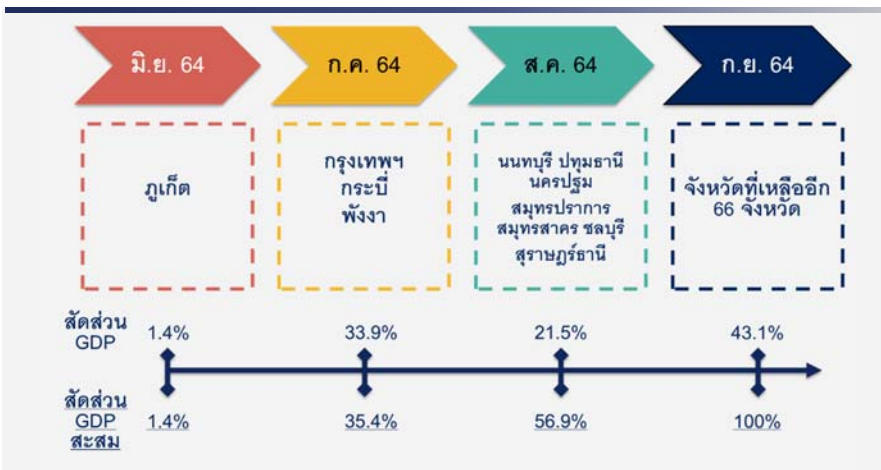 มิ.ย. 64
ก.ค. 64
ส.ค. 64
ก.ย. 64
ภูเก็ต
กรุงเทพฯ
กระบี่
พังงา
นนทบุรี ปทุมธานี
นครปฐม
สมุทรปราการ
สมุทรสาคร ชลบุรี
สุราษฎร์ธานี
จังหวัดที่เหลืออีก
66 จังหวัด
สัดส่วน
GDP
1.4%
33.9%
21.5%
43.1%
สัดส่วน
GDP
สะสม
1.4%
35.4%
56.9%
100%